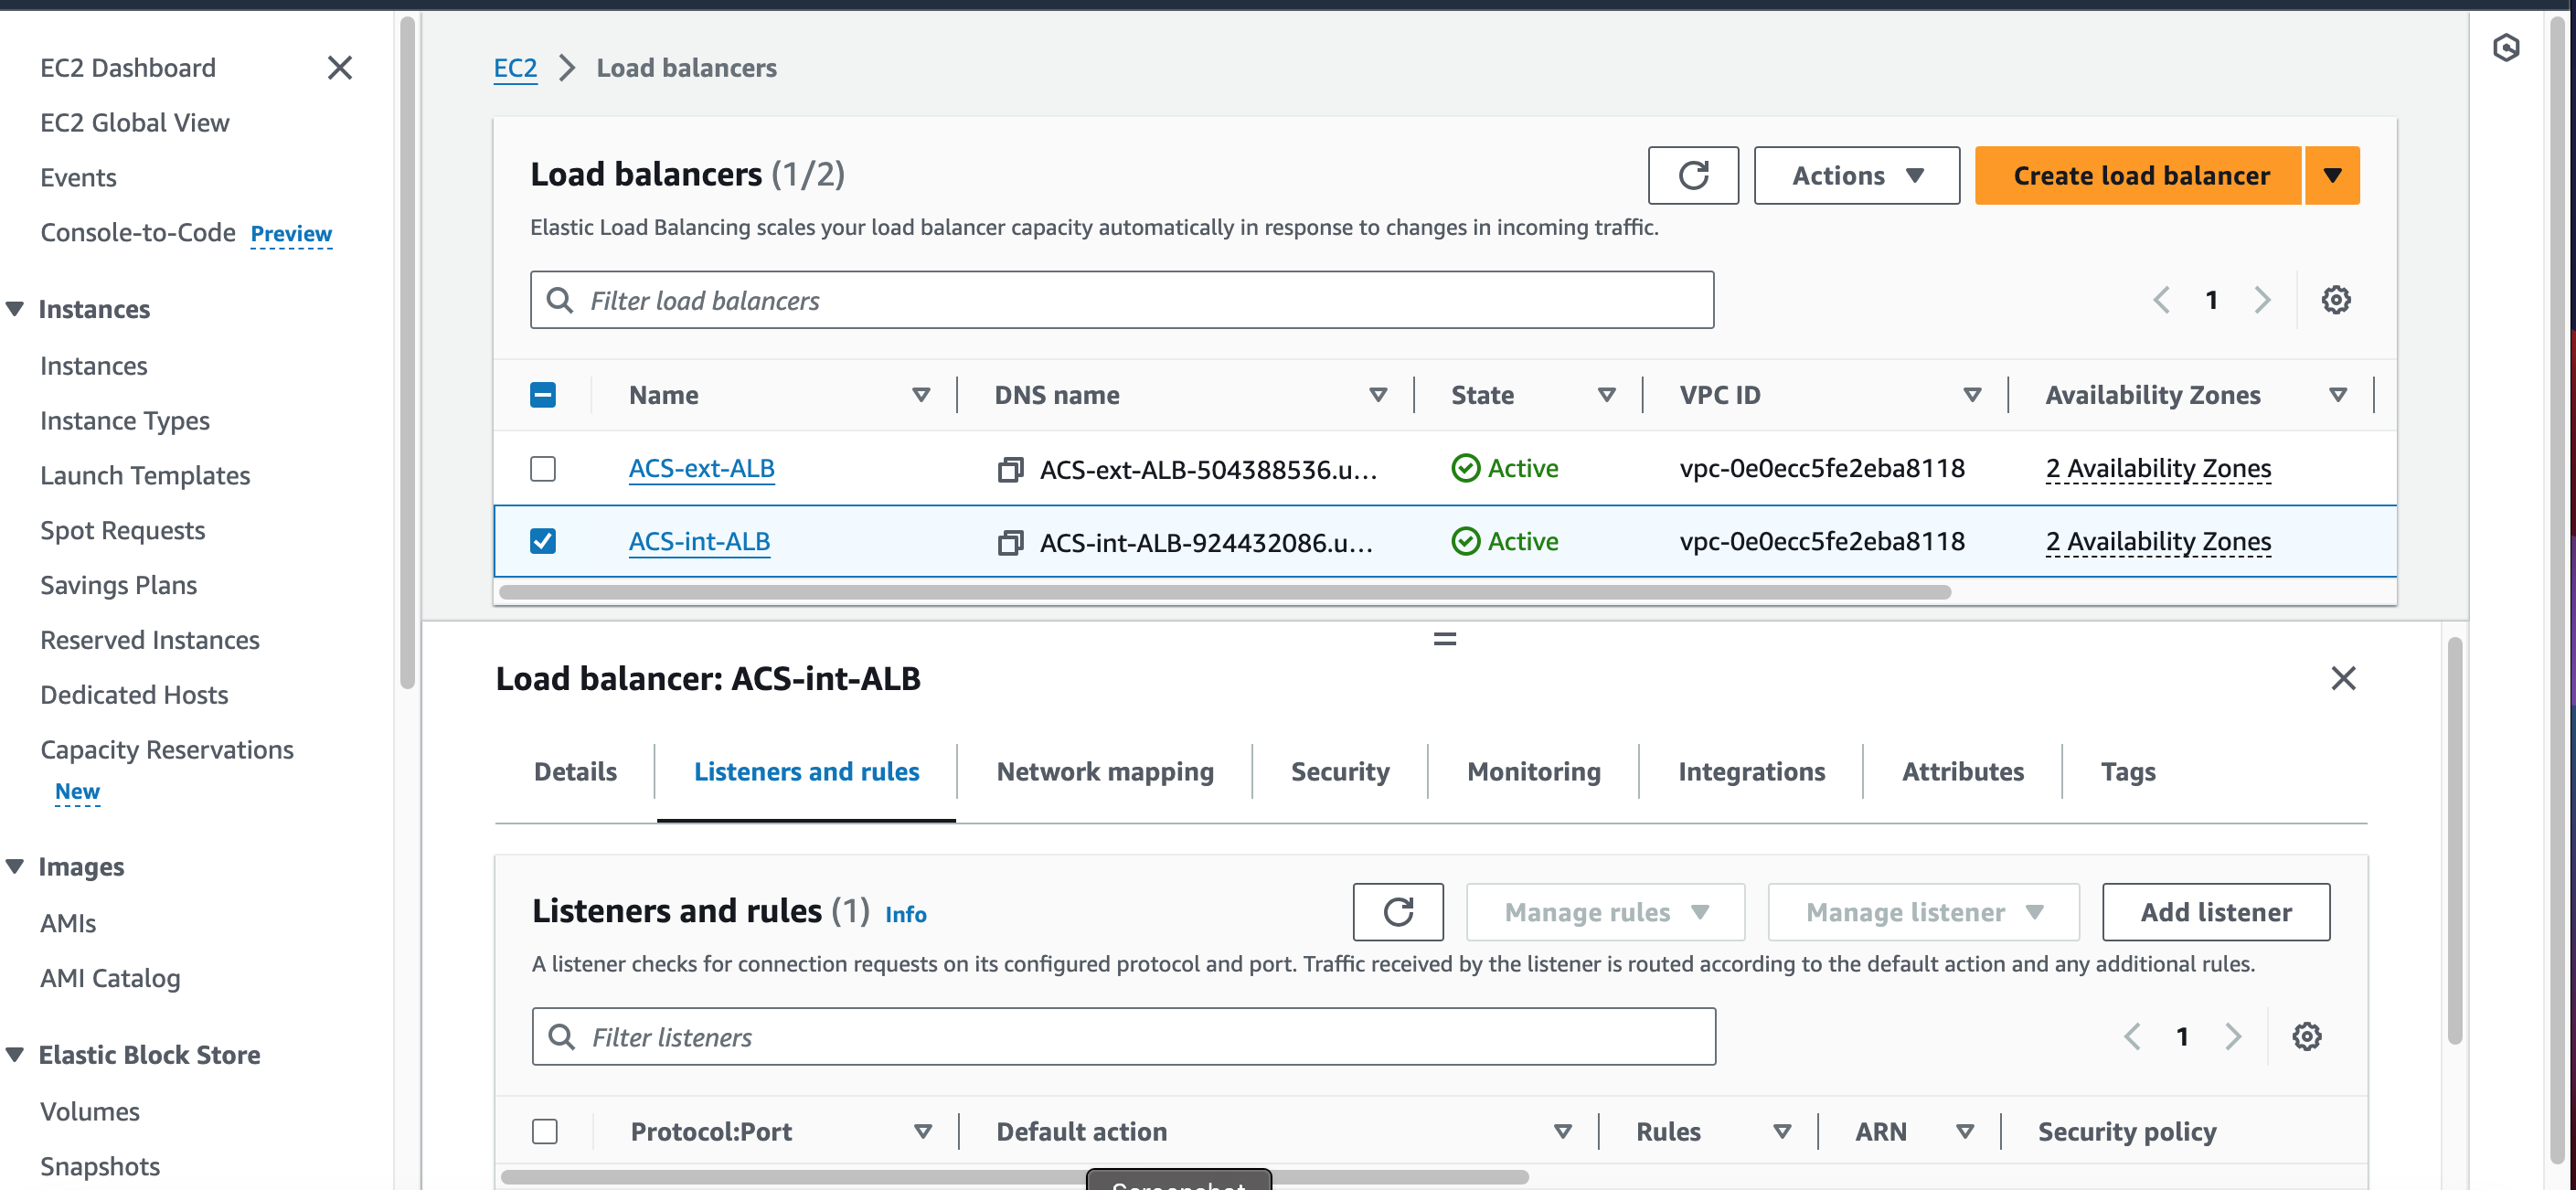 EC2 Dashboard
EC2 Global View
Events
Console-to-Code Preview
Instances
Instances
Instance Types
Launch Templates
Spot Requests
Savings Plans
Reserved Instances
Dedicated Hosts
Capacity Reservations
New
Images
AMIs
AMI Catalog
Elastic Block Store
Volumes
Snapshots
EC2 > Load balancers
Load balancers (1/2)
Actions
Create load balancer
Elastic Load Balancing scales your load balancer capacity automatically in response to changes in incoming traffic.
Filter load balancers
1
Name DNS name State VPC ID Availability Zones
ACS-ext-ALB ACS-ext-ALB-504388536.u... Active vpc-0e0ecc5fe2eba8118 2 Availability Zones
ACS-int-ALB ACS-int-ALB-924432086.u... Active vpc-0e0ecc5fe2eba8118 2 Availability Zones
Load balancer: ACS-int-ALB
Details Listeners and rules Network mapping Security Monitoring Integrations Attributes Tags
Listeners and rules (1) Info
Manage rules Manage listener Add listener
A listener checks for connection requests on its configured protocol and port. Traffic received by the listener is routed according to the default action and any additional rules.
Filter listeners
1
Protocol:Port Default action Rules ARN Security policy
Screenshot